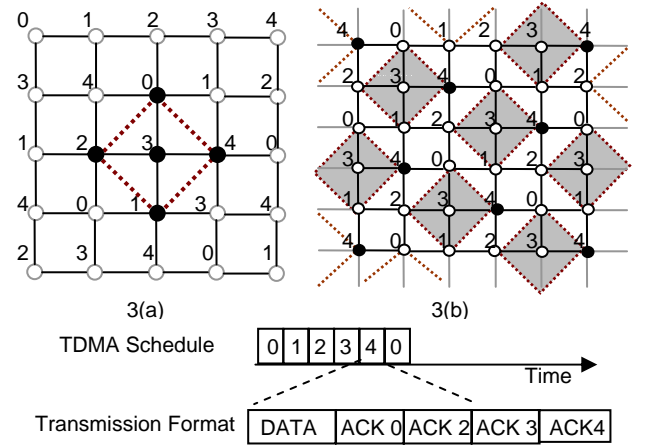 0 1 2 3 4
3 4 0 1 2
1 2 3 4 0
4 0 1 3 4
2 3 4 0 1
3(a)
4 0 1 2 3 4
2 3 4 0 1 2
0 1 2 3 4 0
3 4 0 1 2 3
1 2 3 4 0 1
4 0 1 2 3 4
3(b)
TDMA Schedule
0 1 2 3 4 0
Time
Transmission Format
DATA ACK 0 ACK 2 ACK 3 ACK4